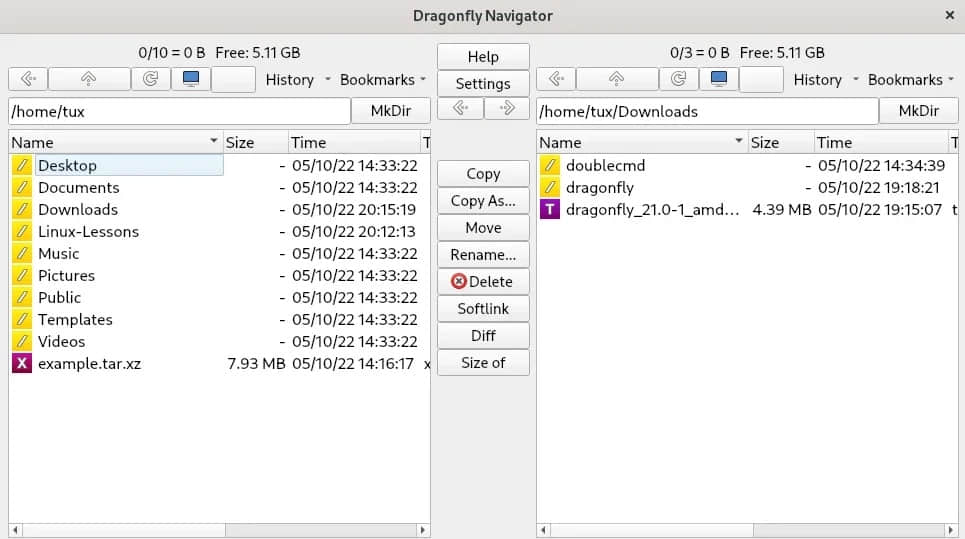 Dragonfly Navigator ×
0/10 = 0 B Free: 5.11 GB
History Bookmarks
/home/tux MkDir
Name Size Time T
Desktop - 05/10/22 14:33:22
Documents - 05/10/22 14:33:22
Downloads - 05/10/22 20:15:19
Linux-Lessons - 05/10/22 20:12:13
Music - 05/10/22 14:33:22
Pictures - 05/10/22 14:33:22
Public - 05/10/22 14:33:22
Templates - 05/10/22 14:33:22
Videos - 05/10/22 14:33:22
X example.tar.xz 7.93 MB 05/10/22 14:16:17 x
Help
Settings
Copy
Copy As...
Move
Rename...
Delete
Softlink
Diff
Size of
0/3 = 0 B Free: 5.11 GB
History Bookmarks
/home/tux/Downloads MkDir
Name Size Time T
doublecmd - 05/10/22 14:34:39
dragonfly - 05/10/22 19:18:21
T dragonfly_21.0-1_amd... 4.39 MB 05/10/22 19:15:07 t